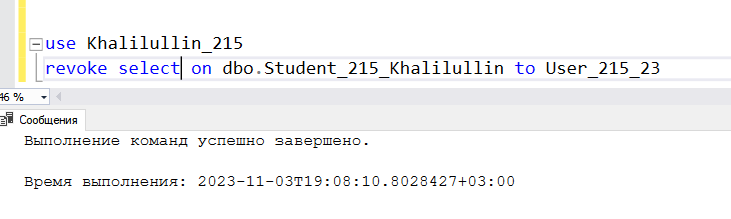 use Khalilullin_215
revoke select on dbo.Student_215_Khalilullin to User_215_23
46 %
Сообщения
Выполнение команд успешно завершено.
Время выполнения: 2023-11-03T19:08:10.8028427+03:00